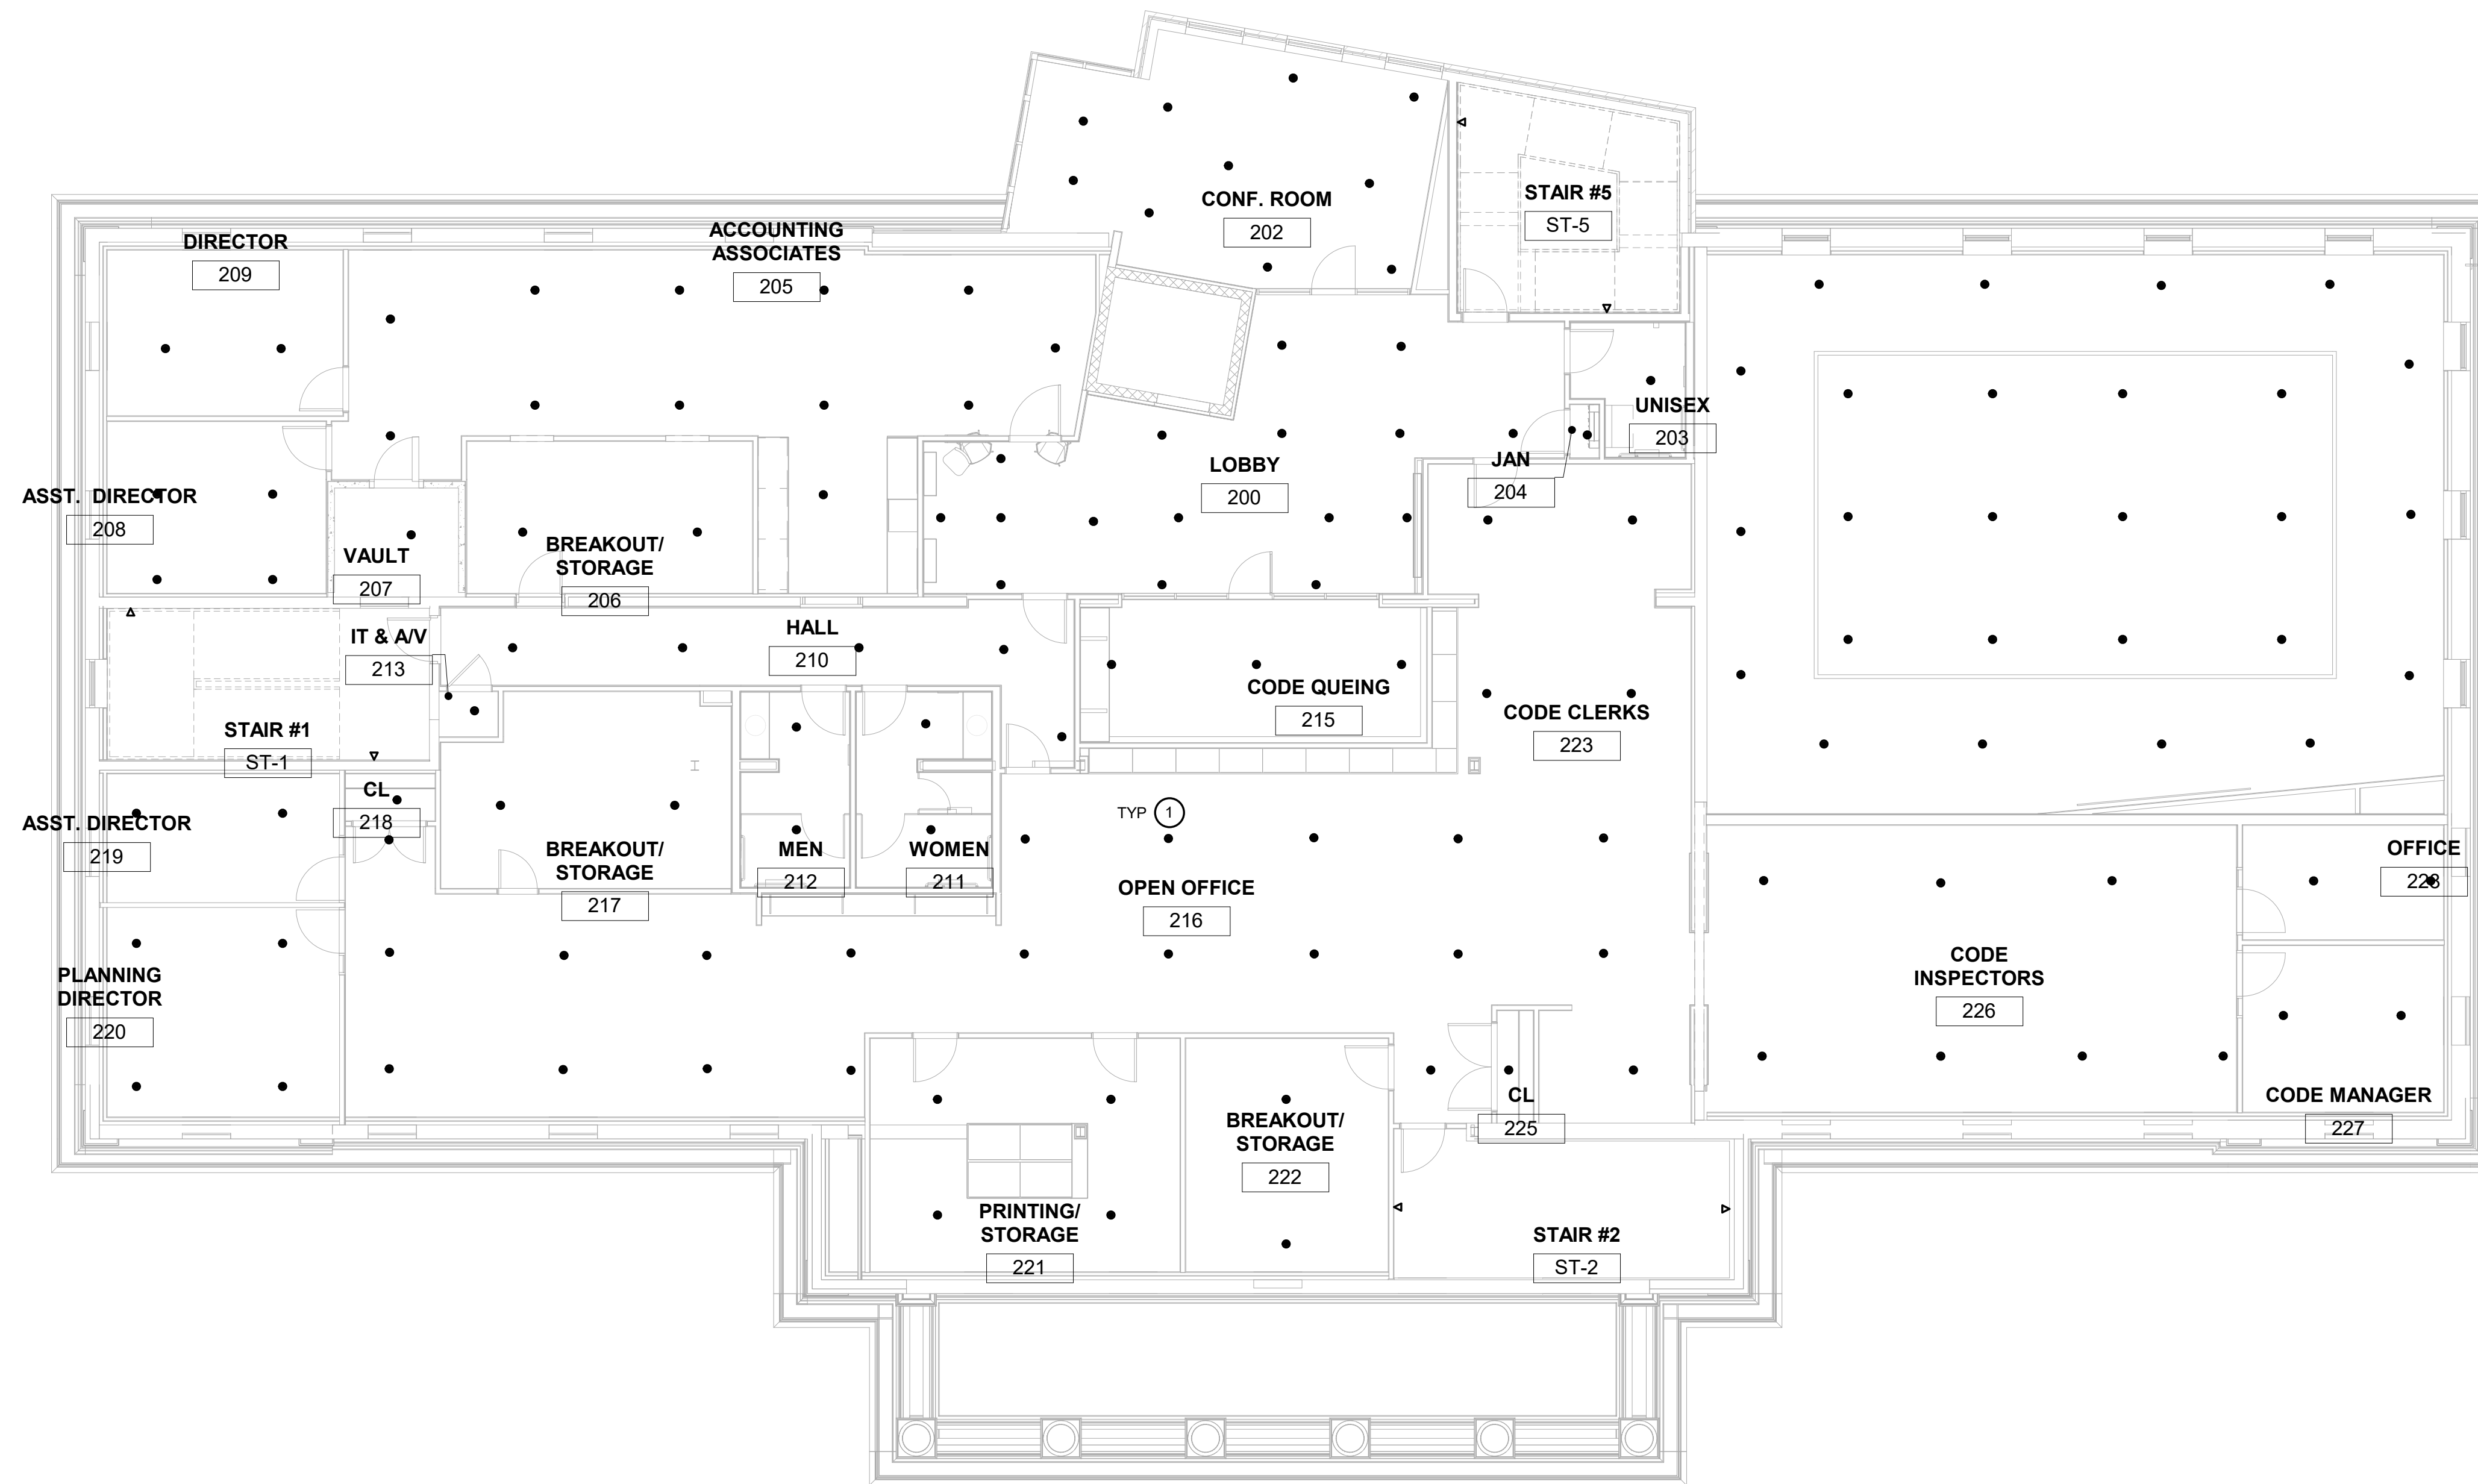 CONF. ROOM
202
STAIR #5
ST-5
DIRECTOR
209
ACCOUNTING
ASSOCIATES
205
UNISEX
203
JAN
204
LOBBY
200
ASST.  DIRECTOR
208
VAULT
207
BREAKOUT/
STORAGE
206
IT & A/V
213
HALL
210
CODE QUEING
215
CODE CLERKS
223
STAIR #1
ST-1
CL
218
ASST. DIRECTOR
219
TYP 1
BREAKOUT/
STORAGE
217
MEN
212
WOMEN
211
OPEN OFFICE
216
OFFICE
228
PLANNING
DIRECTOR
220
CODE
INSPECTORS
226
CL
225
CODE MANAGER
227
BREAKOUT/
STORAGE
222
PRINTING/
STORAGE
221
STAIR #2
ST-2